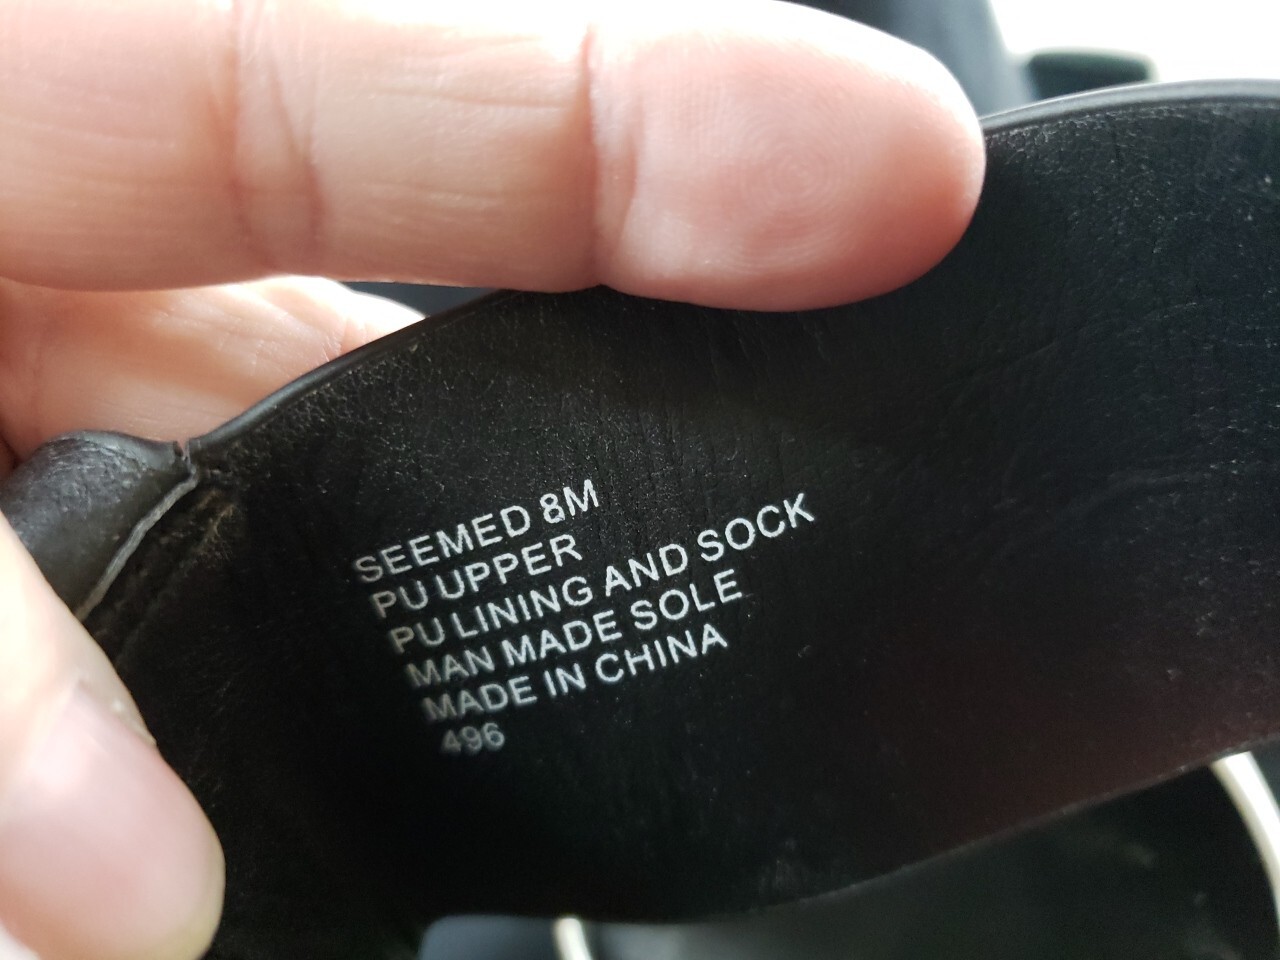 SEEMED 8M
PU UPPER
PU LINING AND SOCK
MAN MADE SOLE
MADE IN CHINA
496